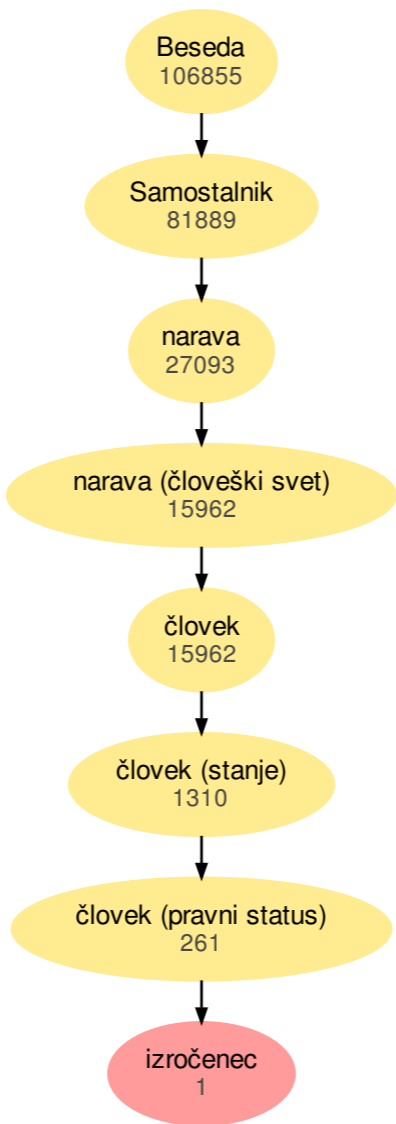 Beseda
106855
Samostalnik
81889
narava
27093
narava (človeški svet)
15962
človek
15962
človek (stanje)
1310
človek (pravni status)
261
izročenec
1